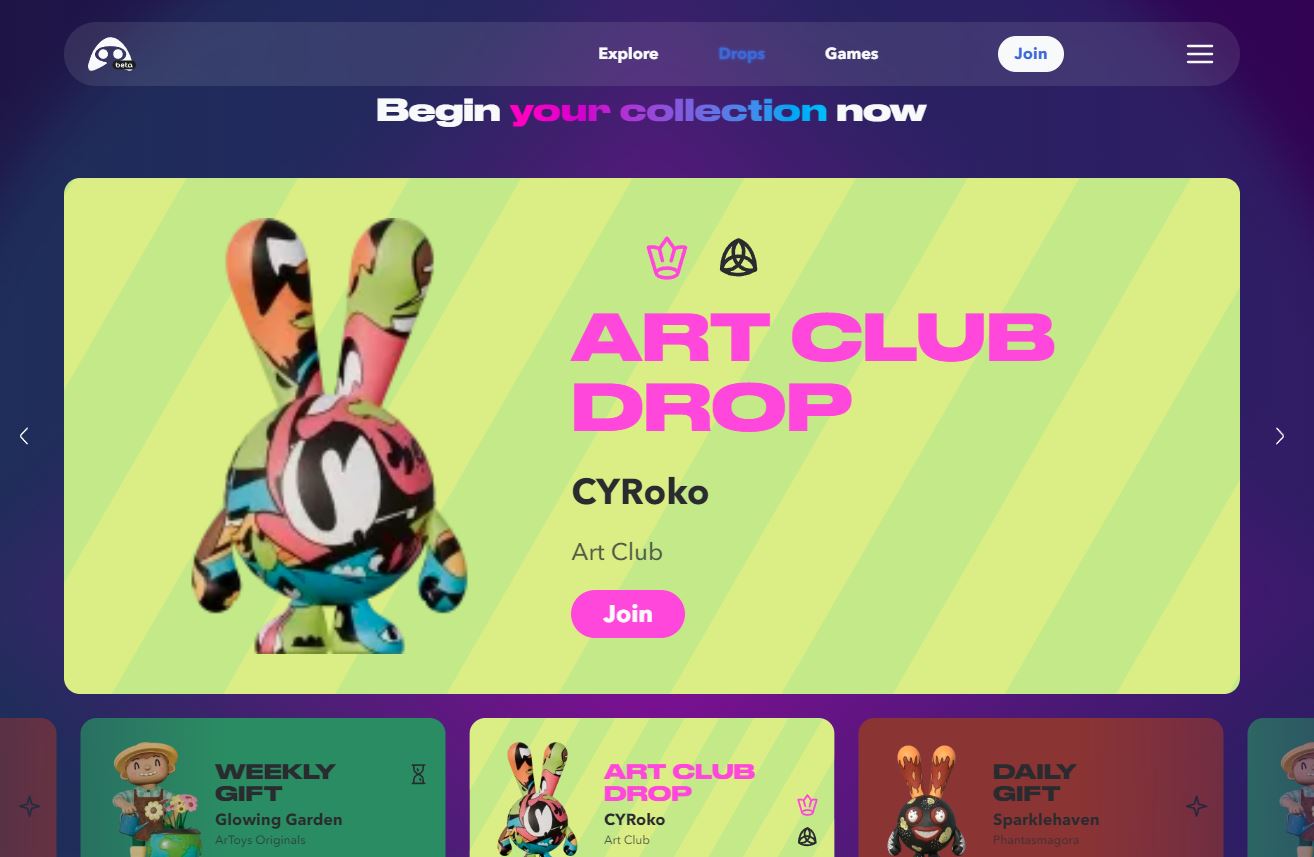 beta
Explore
Drops
Games
Join
Begin your collection now
ART CLUB
DROP
CYRoko
Art Club
Join
WEEKLY
GIFT
Glowing Garden
ArToys Originals
ART CLUB
DROP
CYRoko
Art Club
DAILY
GIFT
Sparklehaven
Phantasmagora